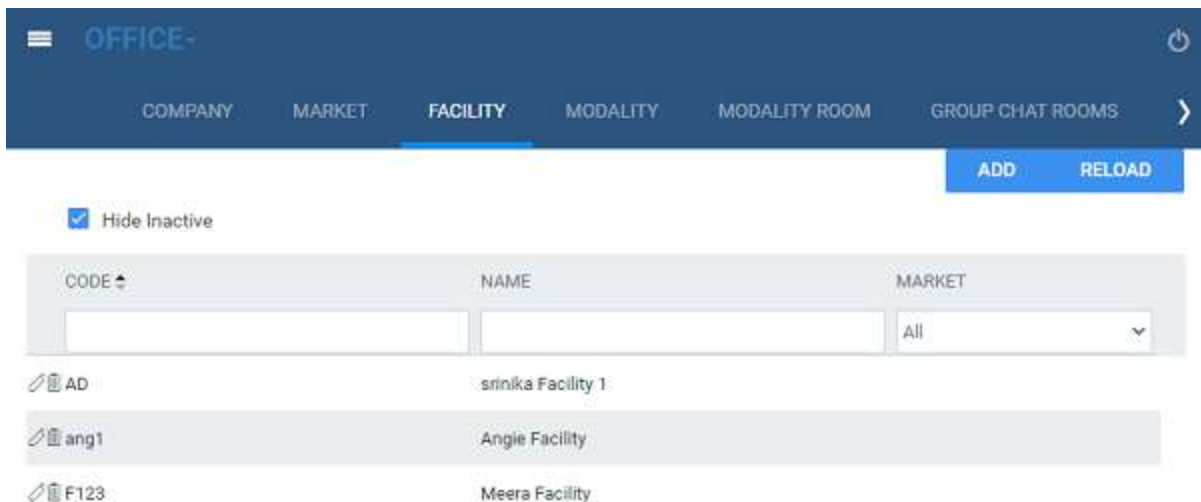 OFFICE-
COMPANY MARKET FACILITY MODALITY MODALITY ROOM GROUP CHAT ROOMS
ADD RELOAD
Hide Inactive
CODE NAME MARKET
All
AD srinika Facility 1
ang1 Angie Facility
F123 Meera Facility